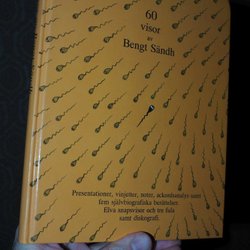 60
visor
av
Bengt Sändh
Presentationer, vinjetter, noter, ackordsanalys samt
fem självbiografiska berättelser.
Elva snapsvisor och tre fula
samt diskografi.